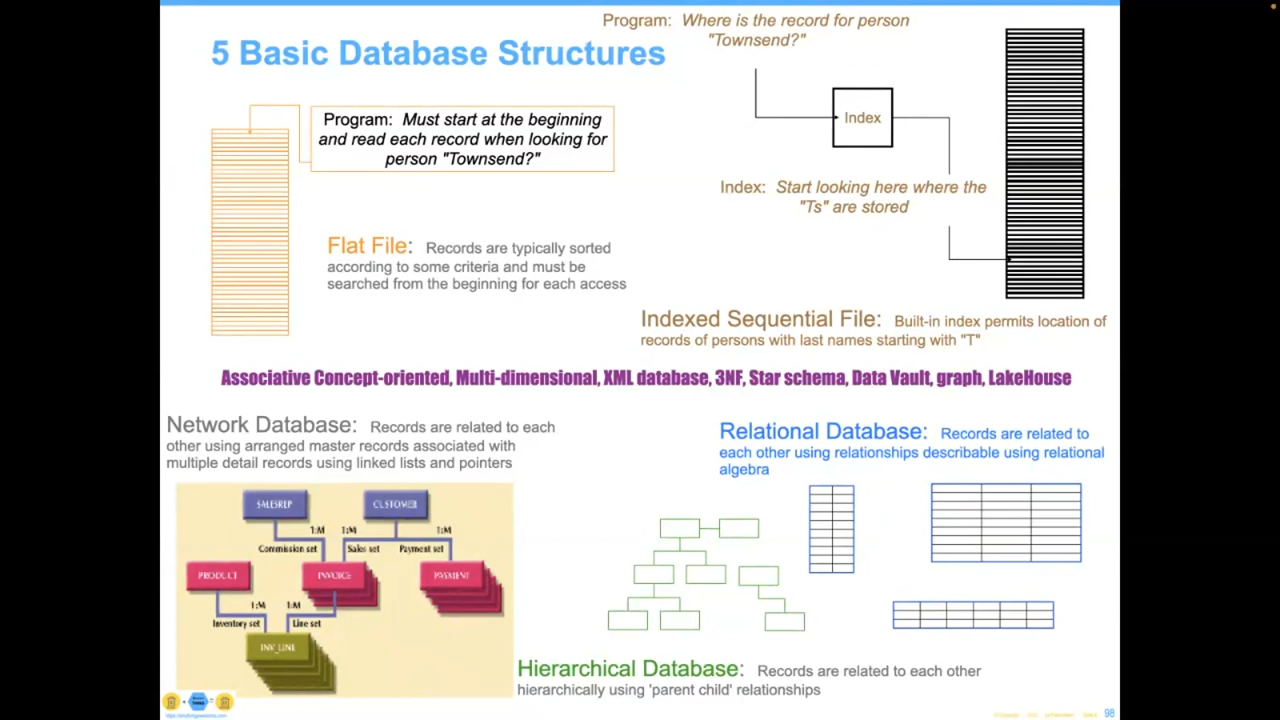 5 Basic Database Structures
Program: Where is the record for person
"Townsend?"
Program: Must start at the beginning
and read each record when looking for
person "Townsend?"
Index
Index: Start looking here where the
"Ts" are stored
Flat File: Records are typically sorted
according to some criteria and must be
searched from the beginning for each access
Indexed Sequential File: Built-in index permits location of
records of persons with last names starting with "T"
Associative Concept-oriented, Multi-dimensional, XML database, 3NF, Star schema, Data Vault, graph, LakeHouse
Network Database: Records are related to each
other using arranged master records associated with
multiple detail records using linked lists and pointers
Relational Database: Records are related to
each other using relationships describable using relational
algebra
SALESREP CUSTOMER
1:M 1:M 1:M
Commission set Sales set Payment set
PRODUCT INVOICE PAYMENT
1:M 1:M
Inventory set Line set
INV_LINE
Hierarchical Database: Records are related to each other
hierarchically using 'parent child' relationships
98